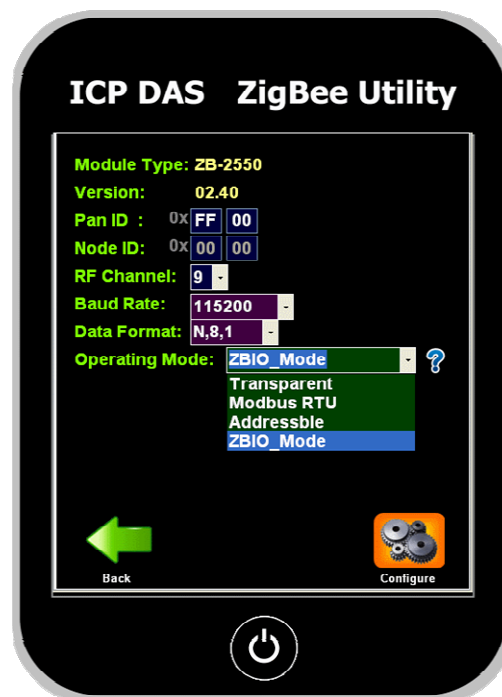 ICP DAS ZigBee Utility
Module Type: ZB-2550
Version: 02.40
Pan ID : 0x FF 00
Node ID: 0x 00 00
RF Channel: 9
Baud Rate: 115200
Data Format: N,8,1
Operating Mode: ZBIO_Mode ?
Transparent
Modbus RTU
Addressble
ZBIO_Mode
Back Configure